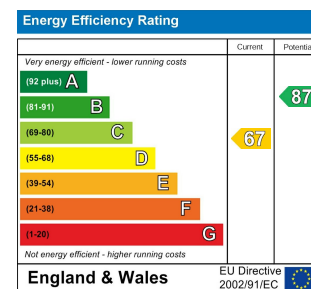 Energy Efficiency Rating
Current Potentia
Very energy efficient - lower running costs
(92 plus) A
(81-91) B
(69-80) C
(55-68) D
(39-54) E
(21-38) F
(1-20) G
67
87
Not energy efficient - higher running costs
England & Wales
EU Directive
2002/91/EC